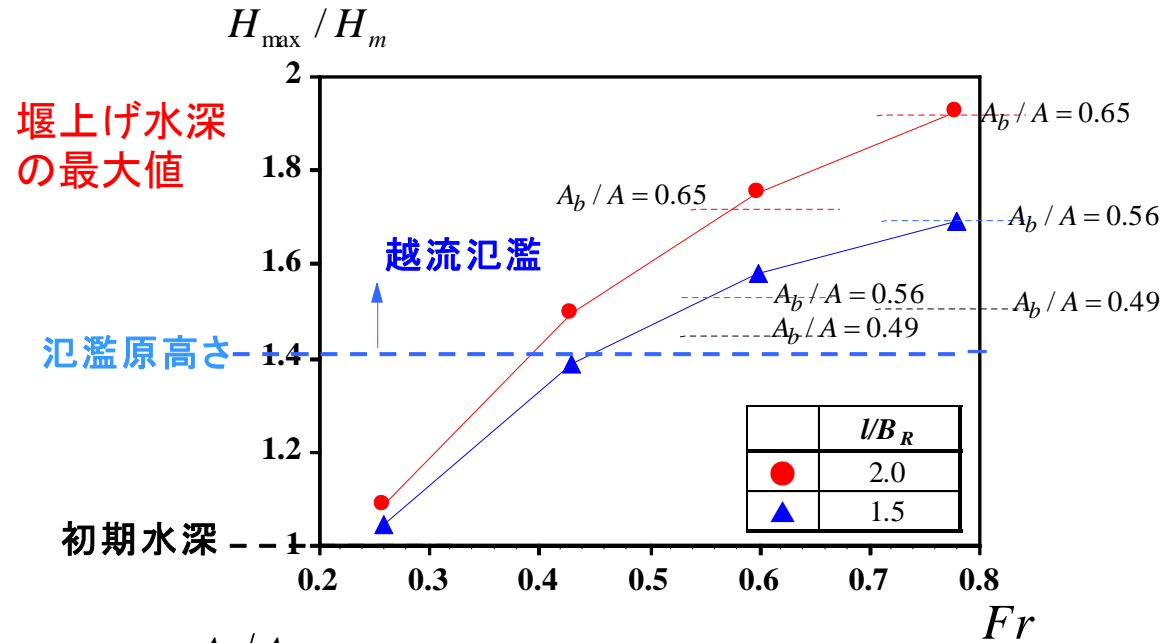 H_max / H_m
堰上げ水深
の最大値
2
1.8
1.6
1.4
1.2
1
越流氾濫
氾濫原高さ
初期水深
A_b / A = 0.65
A_b / A = 0.65
A_b / A = 0.56
A_b / A = 0.56
A_b / A = 0.49
A_b / A = 0.49
l/B_R
2.0
1.5
0.2 0.3 0.4 0.5 0.6 0.7 0.8
Fr